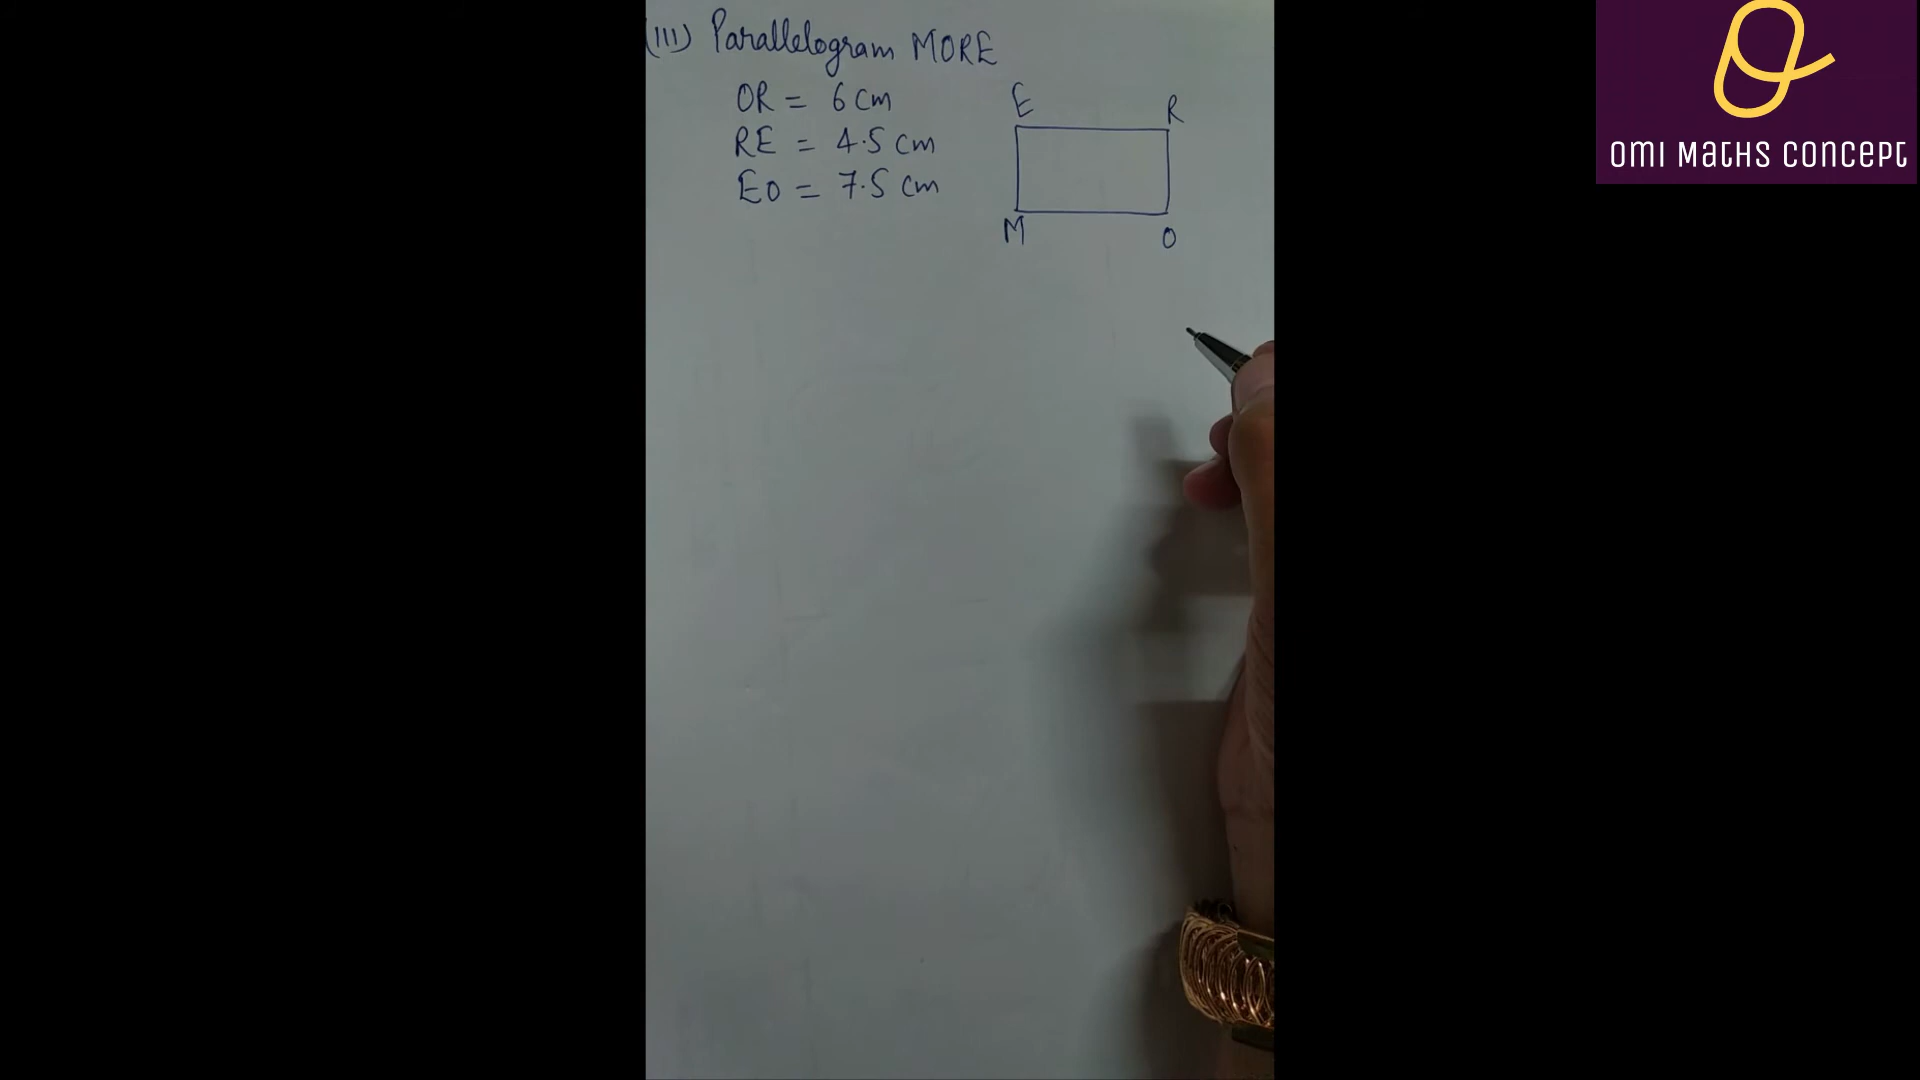 (III) Parallelogram MORE
OR = 6 cm
RE = 4.5 cm
EO = 7.5 cm
E
R
M
O
OMI MATHS CONCEPT